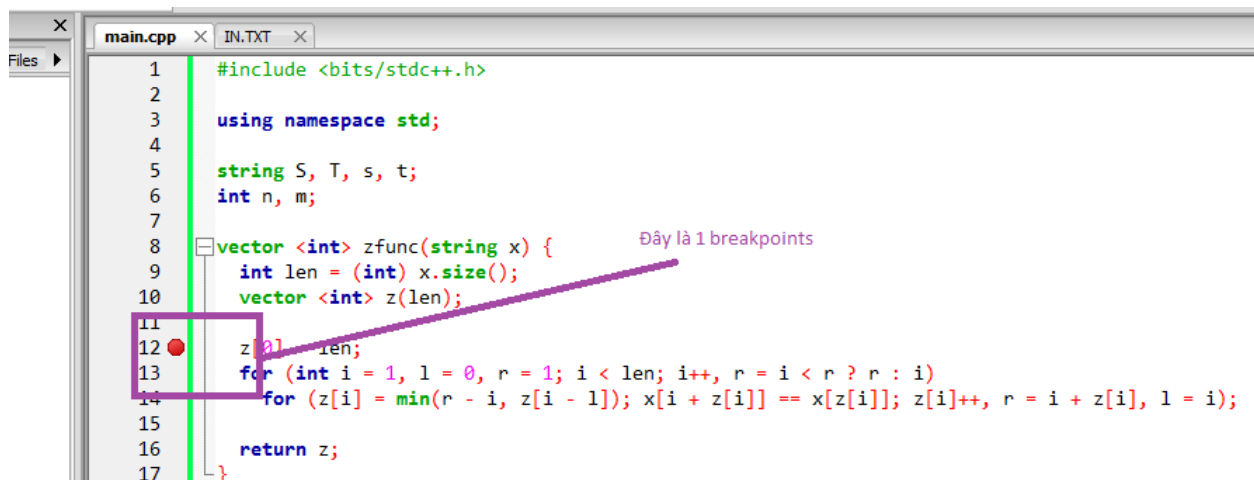 main.cpp IN.TXT
Files
1 #include <bits/stdc++.h>
2
3 using namespace std;
4
5 string S, T, s, t;
6 int n, m;
7
8 vector <int> zfunc(string x) {
Đây là 1 breakpoints
9 int len = (int) x.size();
10 vector <int> z(len);
11
12 z[0] = len;
13 for (int i = 1, l = 0, r = 1; i < len; i++, r = i < r ? r : i)
14 for (z[i] = min(r - i, z[i - l]); x[i + z[i]] == x[z[i]]; z[i]++, r = i + z[i], l = i);
15
16 return z;
17 }